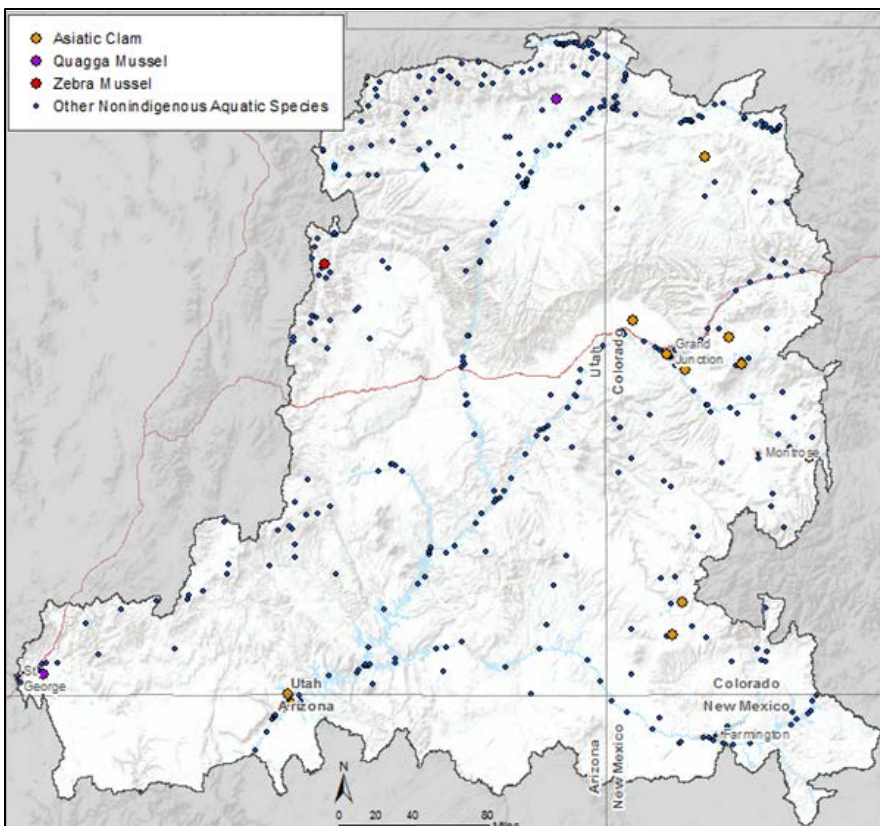 Asiatic Clam
Quagga Mussel
Zebra Mussel
Other Nonindigenous Aquatic Species
Utah
Colorado
Grand
Junction
Montrose
St
George
Utah
Arizona
Colorado
New Mexico
Farmington
Arizona
New Mexico
N
0 20 40 80
Miles